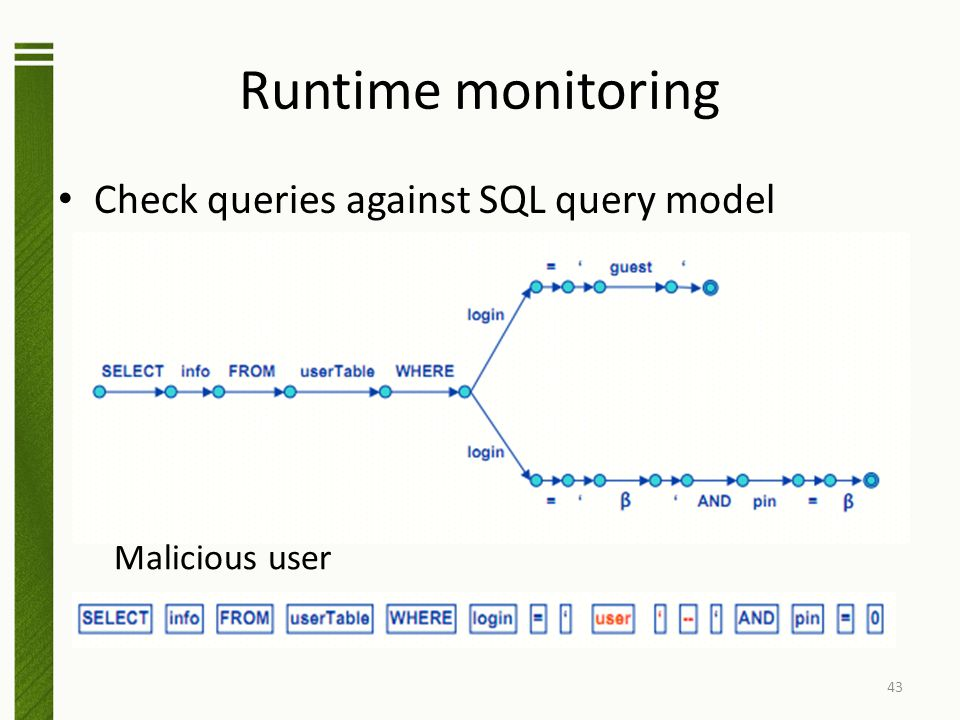 Runtime monitoring
• Check queries against SQL query model
= ‘ guest ‘
login
SELECT info FROM userTable WHERE
login
= ‘ β ‘ AND pin = β
Malicious user
SELECT info FROM userTable WHERE login = ‘ user ‘ -- ‘ AND pin = 0
43